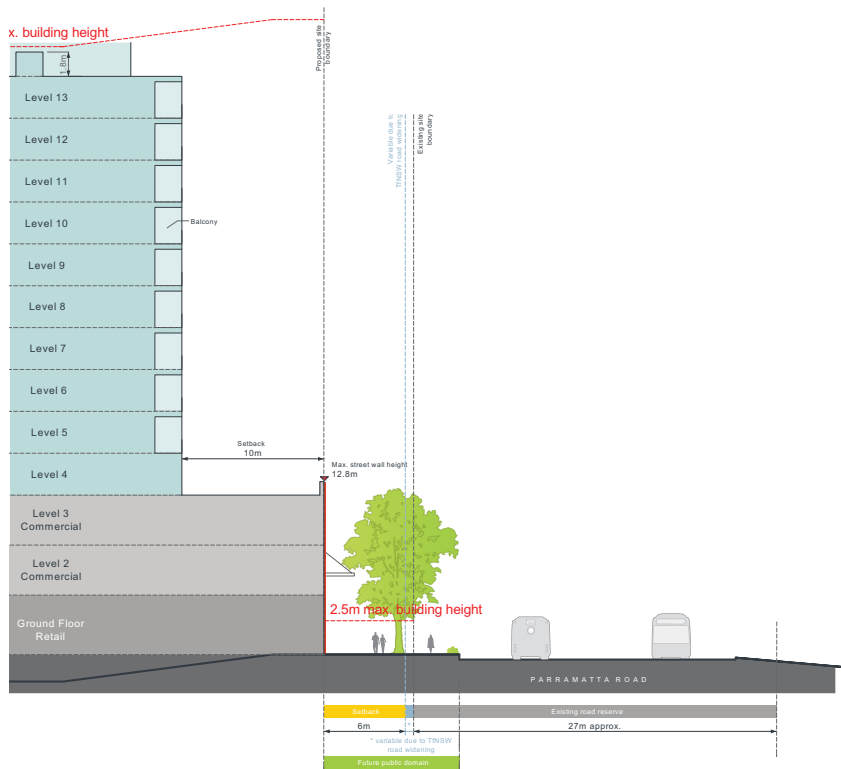 x. building height
Proposed site
boundary
1.8m
Level 13
Variable due to
TfNSW road widening
Existing site
boundary
Level 12
Level 11
Level 10
Balcony
Level 9
Level 8
Level 7
Level 6
Level 5
Setback
10m
Level 4
Max. street wall height
12.8m
Level 3
Commercial
Level 2
Commercial
2.5m max. building height
Ground Floor
Retail
PARRAMATTA ROAD
Setback
*
Existing road reserve
6m
27m approx.
* variable due to TfNSW
road widening
Future public domain